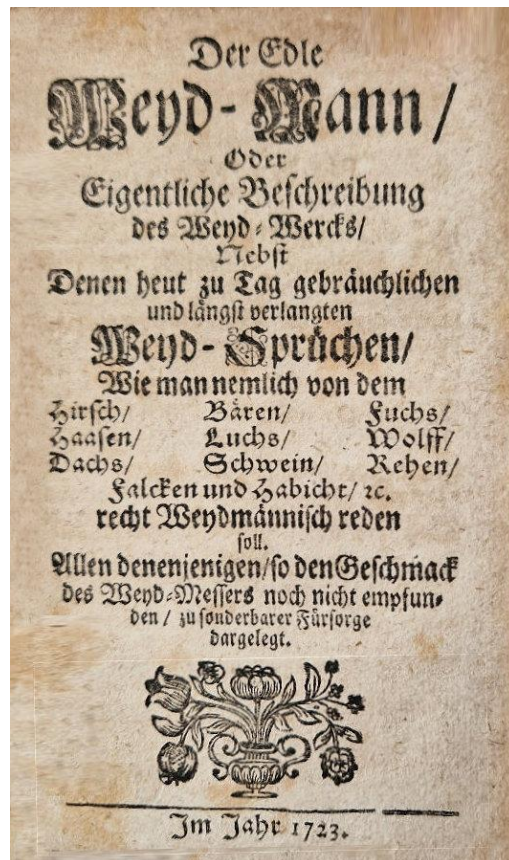 Der Edle
Weyd-Mann/
Oder
Eigentliche Beschreibung
des Weyd-Wercks/
Nebst
Denen heut zu Tag gebräuchlichen
und längst verlangten
Weyd-Sprüchen/
Wie man nemlich von dem
Hirsch/ Bären/ Fuchs/
Haasen/ Luchs/ Wolff/
Dachs/ Schwein/ Rehen/
Falcken und Habicht/ ꝛc.
recht Weydmännisch reden
soll.
Allen denenjenigen/so den Geschmack
des Weyd-Messers noch nicht empfun-
den / zu sonderbarer Fürsorge
dargelegt.
Im Jahr 1723.